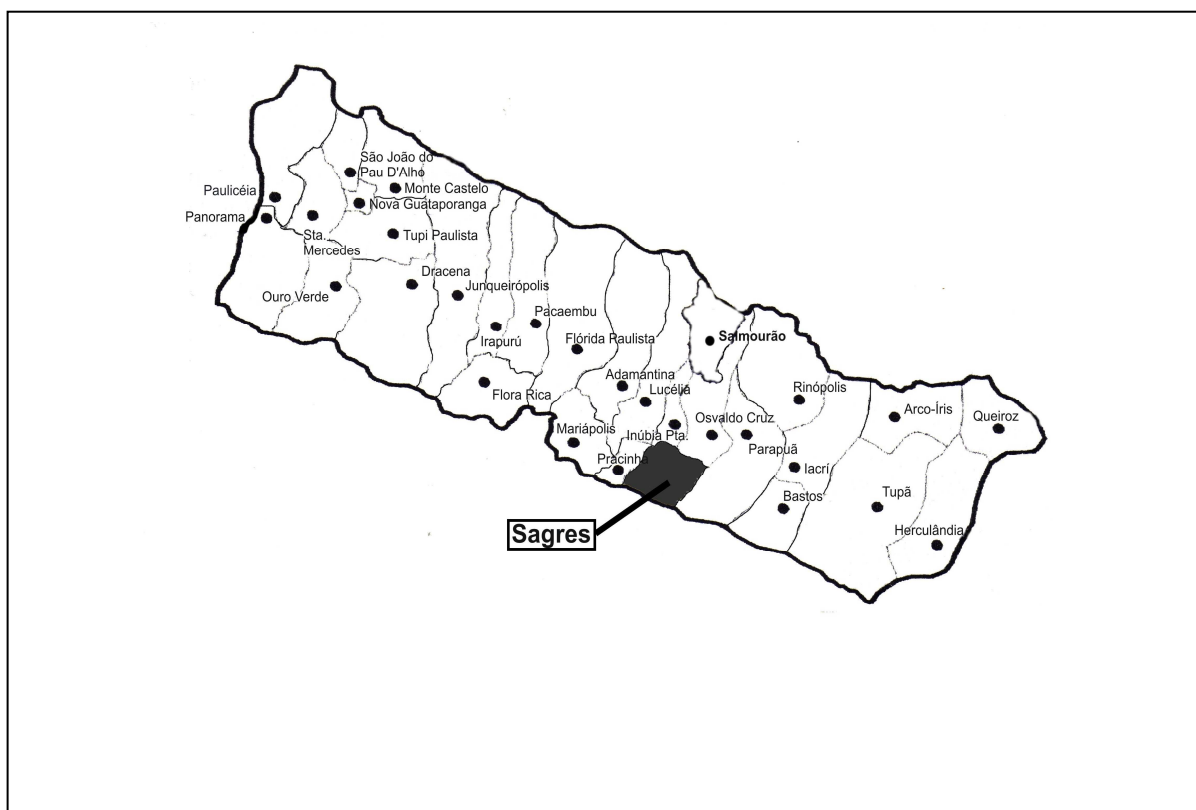 São João do
Pau D'Alho
Paulicéia
Monte Castelo
Nova Guataporanga
Panorama
Sta.
Mercedes
Tupi Paulista
Dracena
Junqueirópolis
Ouro Verde
Pacaembu
Irapurú
Flórida Paulista
Salmourão
Adamantina
Lucélia
Rinópolis
Flora Rica
Arco-Íris
Queiroz
Osvaldo Cruz
Mariápolis
Inúbia Pta.
Parapuã
Pracinha
Iacrí
Bastos
Tupã
Sagres
Herculândia